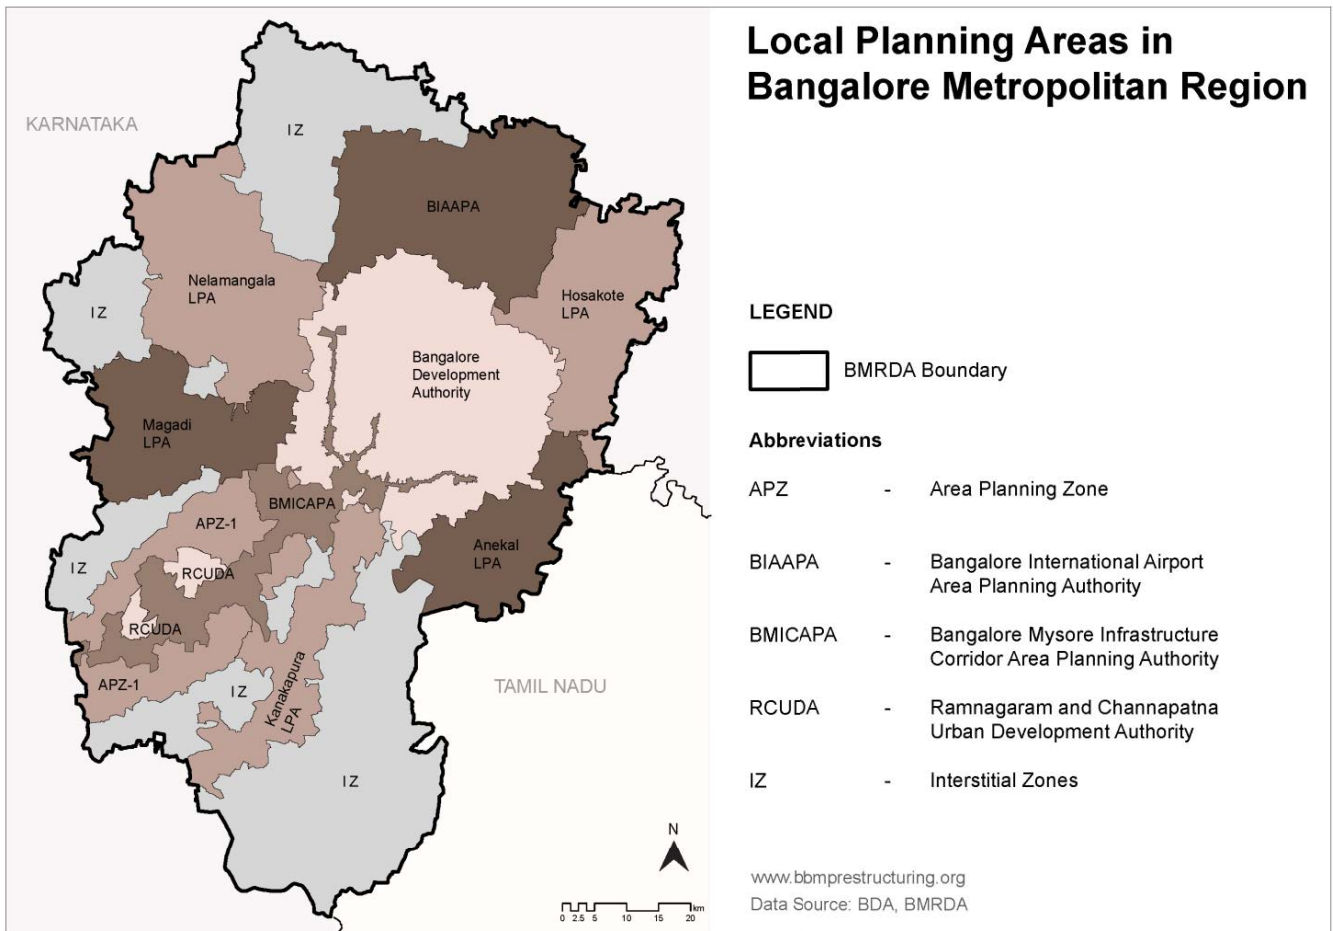 Local Planning Areas in
Bangalore Metropolitan Region
KARNATAKA
IZ
BIAAPA
Nelamangala
LPA
Hosakote
LPA
IZ
Bangalore
Development
Authority
Magadi
LPA
BMICAPA
APZ-1
Anekal
LPA
IZ
RCUDA
RCUDA
APZ-1
IZ
Kanakapura
LPA
TAMIL NADU
IZ
N
0 2.5 5 10 15 20 km
LEGEND
BMRDA Boundary
Abbreviations
APZ - Area Planning Zone
BIAAPA - Bangalore International Airport
Area Planning Authority
BMICAPA - Bangalore Mysore Infrastructure
Corridor Area Planning Authority
RCUDA - Ramnagaram and Channapatna
Urban Development Authority
IZ - Interstitial Zones
www.bbmprestructuring.org
Data Source: BDA, BMRDA